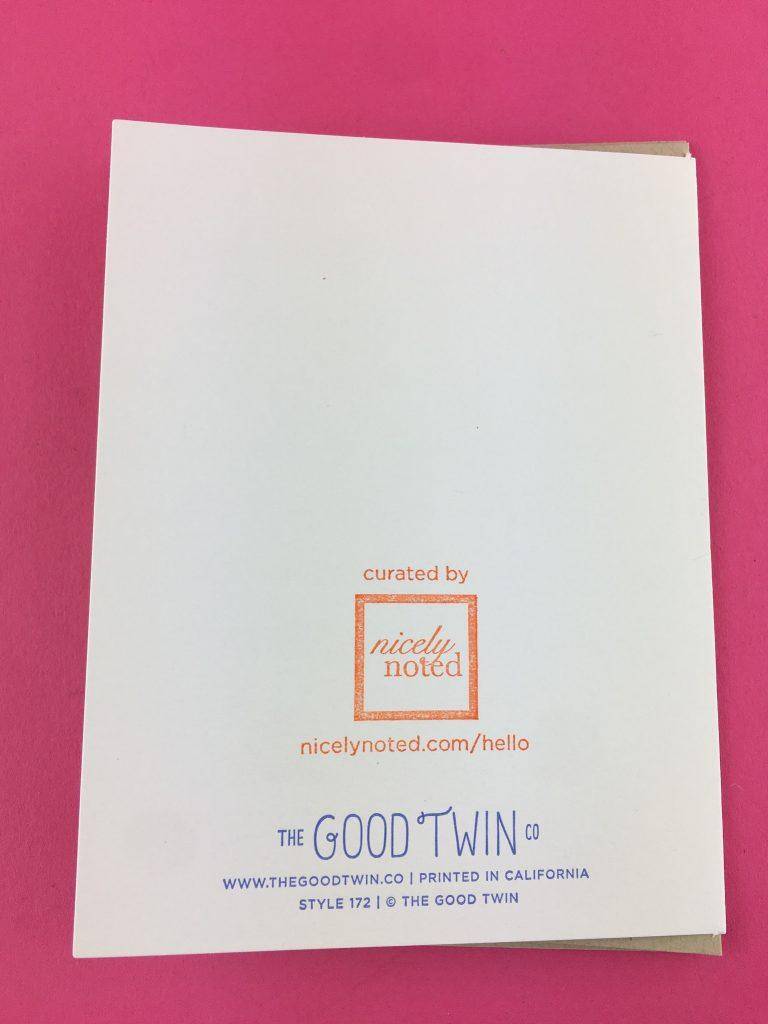 curated by
nicely
noted
nicelynoted.com/hello
THE GOOD TWIN CO
WWW.THEGOODTWIN.CO | PRINTED IN CALIFORNIA
STYLE 172 | © THE GOOD TWIN